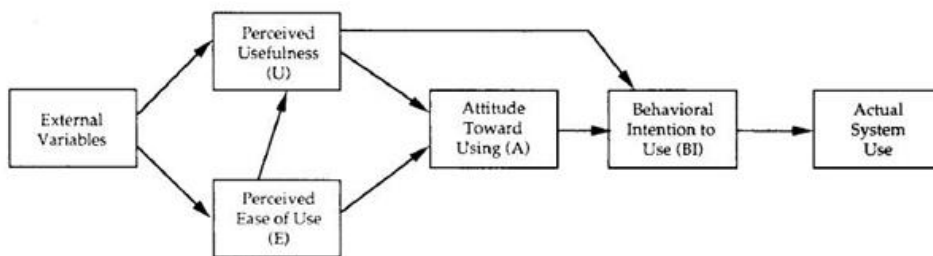 External
Variables
Perceived
Usefulness
(U)
Perceived
Ease of Use
(E)
Attitude
Toward
Using (A)
Behavioral
Intention to
Use (BI)
Actual
System
Use